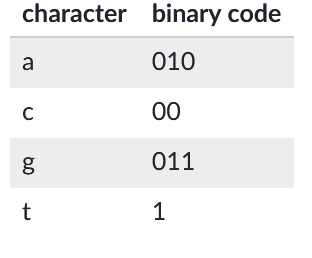 character binary code
a 010
c 00
g 011
t 1